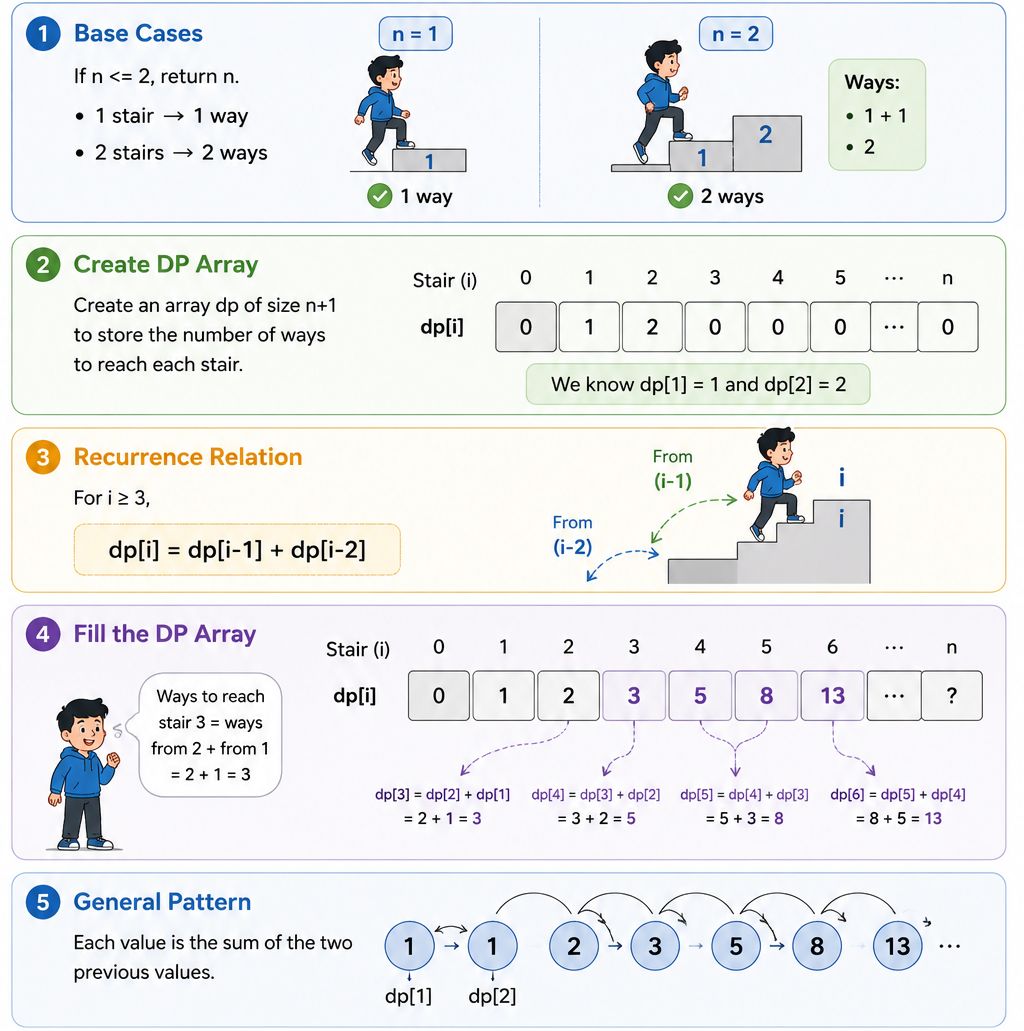 1 Base Cases
If n <= 2, return n.
• 1 stair → 1 way
• 2 stairs → 2 ways
n = 1
1
1 way
n = 2
1
2
2 ways
Ways:
• 1 + 1
• 2
2 Create DP Array
Create an array dp of size n+1
to store the number of ways
to reach each stair.
Stair (i) 0 1 2 3 4 5 ... n
dp[i] 0 1 2 0 0 0 ... 0
We know dp[1] = 1 and dp[2] = 2
3 Recurrence Relation
For i ≥ 3,
dp[i] = dp[i-1] + dp[i-2]
From
(i-1)
From
(i-2)
i
i
4 Fill the DP Array
Ways to reach
stair 3 = ways
from 2 + from 1
= 2 + 1 = 3
Stair (i) 0 1 2 3 4 5 6 ... n
dp[i] 0 1 2 3 5 8 13 ... ?
dp[3] = dp[2] + dp[1]
= 2 + 1 = 3
dp[4] = dp[3] + dp[2]
= 3 + 2 = 5
dp[5] = dp[4] + dp[3]
= 5 + 3 = 8
dp[6] = dp[5] + dp[4]
= 8 + 5 = 13
5 General Pattern
Each value is the sum of the two
previous values.
1 → 1 2 → 3 → 5 → 8 13 ...
dp[1] dp[2]